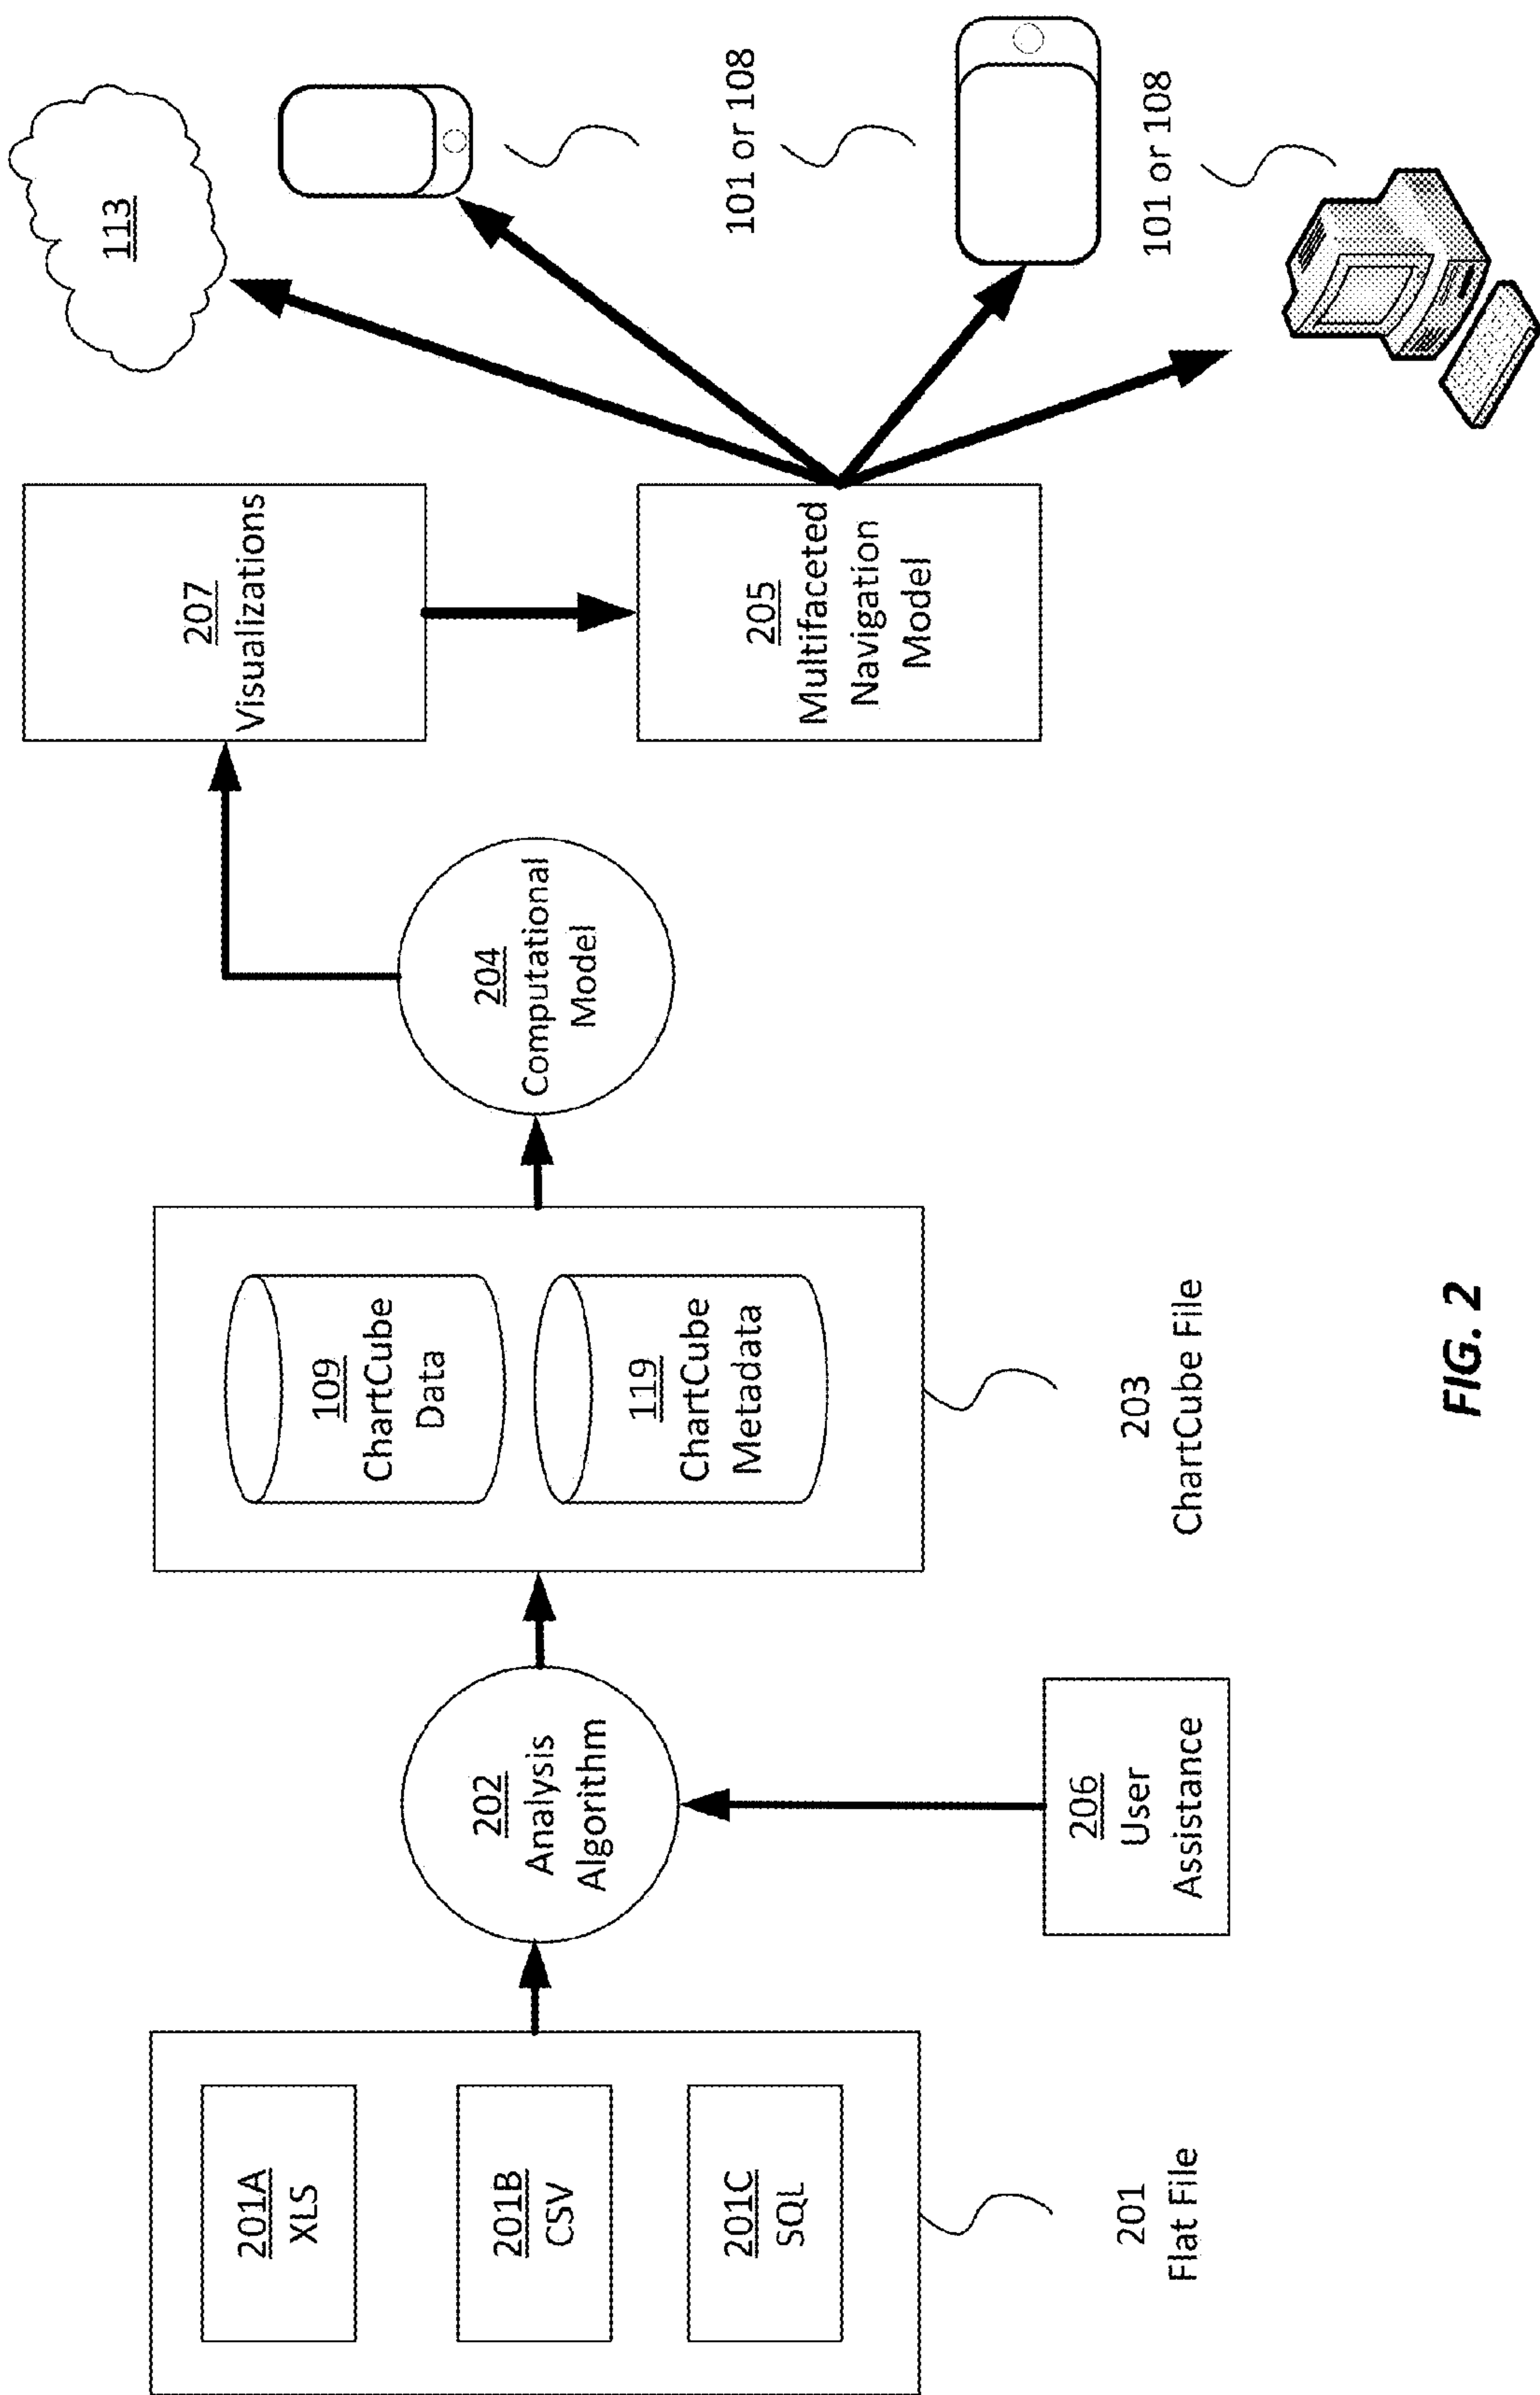 201A
XLS
201B
CSV
201C
SQL
201
Flat File
202
Analysis
Algorithm
206
User
Assistance
109
ChartCube
Data
119
ChartCube
Metadata
203
ChartCube File
204
Computational
Model
207
Visualizations
205
Multifaceted
Navigation
Model
113
101 or 108
101 or 108
FIG. 2